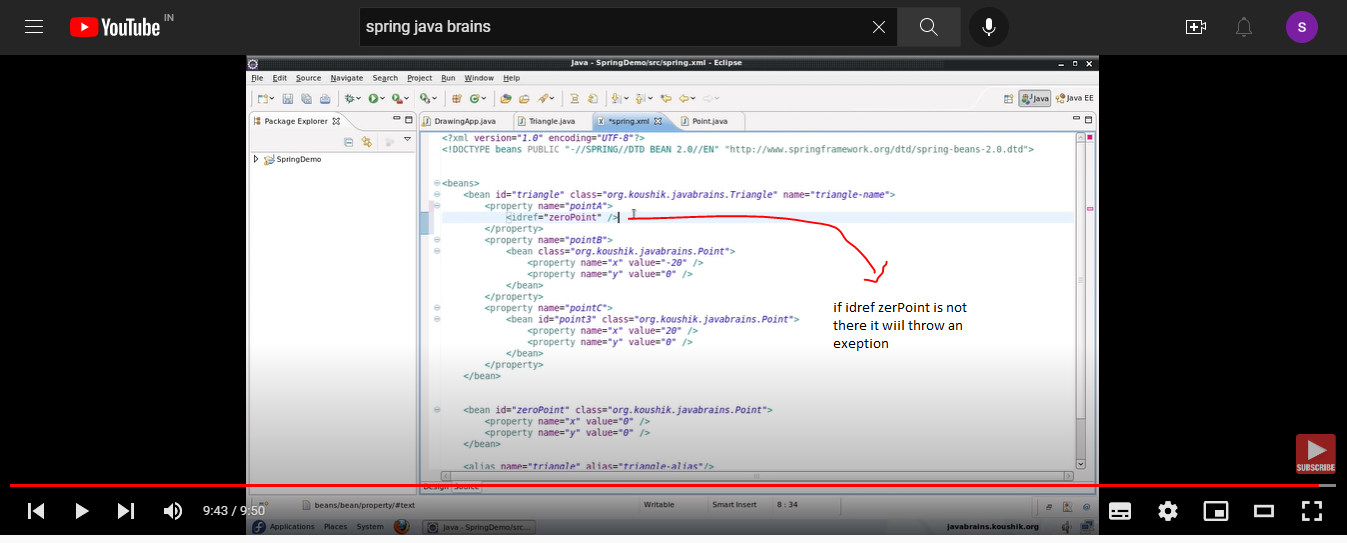 YouTube IN
spring java brains
S
Java - SpringDemo/src/spring.xml - Eclipse
File Edit Source Navigate Search Project Run Window Help
Java Java EE
Package Explorer
SpringDemo
DrawingApp.java Triangle.java *spring.xml Point.java
<?xml version="1.0" encoding="UTF-8"?>
<!DOCTYPE beans PUBLIC "-//SPRING//DTD BEAN 2.0//EN" "http://www.springframework.org/dtd/spring-beans-2.0.dtd">
<beans>
<bean id="triangle" class="org.koushik.javabrains.Triangle" name="triangle-name">
<property name="pointA">
<idref="zeroPoint" />
</property>
<property name="pointB">
<bean class="org.koushik.javabrains.Point">
<property name="x" value="-20" />
<property name="y" value="0" />
</bean>
</property>
<property name="pointC">
<bean id="point3" class="org.koushik.javabrains.Point">
<property name="x" value="20" />
<property name="y" value="0" />
</bean>
</property>
</bean>
<bean id="zeroPoint" class="org.koushik.javabrains.Point">
<property name="x" value="0" />
<property name="y" value="0" />
</bean>
<alias name="triangle" alias="triangle-alias"/>
if idref zerPoint is not
there it wiil throw an
exeption
SUBSCRIBE
Design Source
beans/bean/property/#text Writable Smart Insert 8 : 34
9:43 / 9:50
Applications Places System Java - SpringDemo/src... javabrains.koushik.org